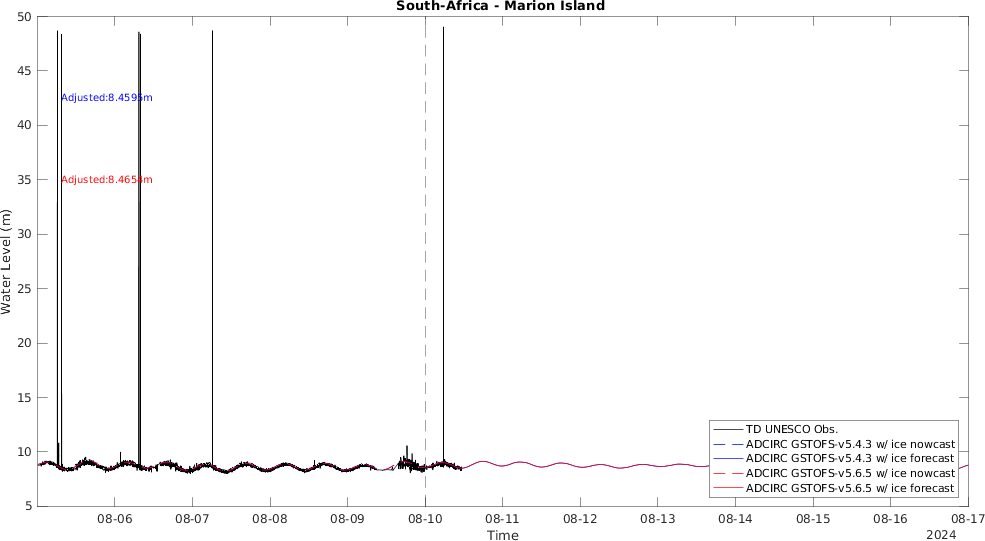 South-Africa - Marion Island
50
45
40
35
30
25
20
15
10
5
Water Level (m)
Adjusted:8.4595m
Adjusted:8.4654m
TD UNESCO Obs.
ADCIRC GSTOFS-v5.4.3 w/ ice nowcast
ADCIRC GSTOFS-v5.4.3 w/ ice forecast
ADCIRC GSTOFS-v5.6.5 w/ ice nowcast
ADCIRC GSTOFS-v5.6.5 w/ ice forecast
08-06 08-07 08-08 08-09 08-10 08-11 08-12 08-13 08-14 08-15 08-16 08-17
Time
2024